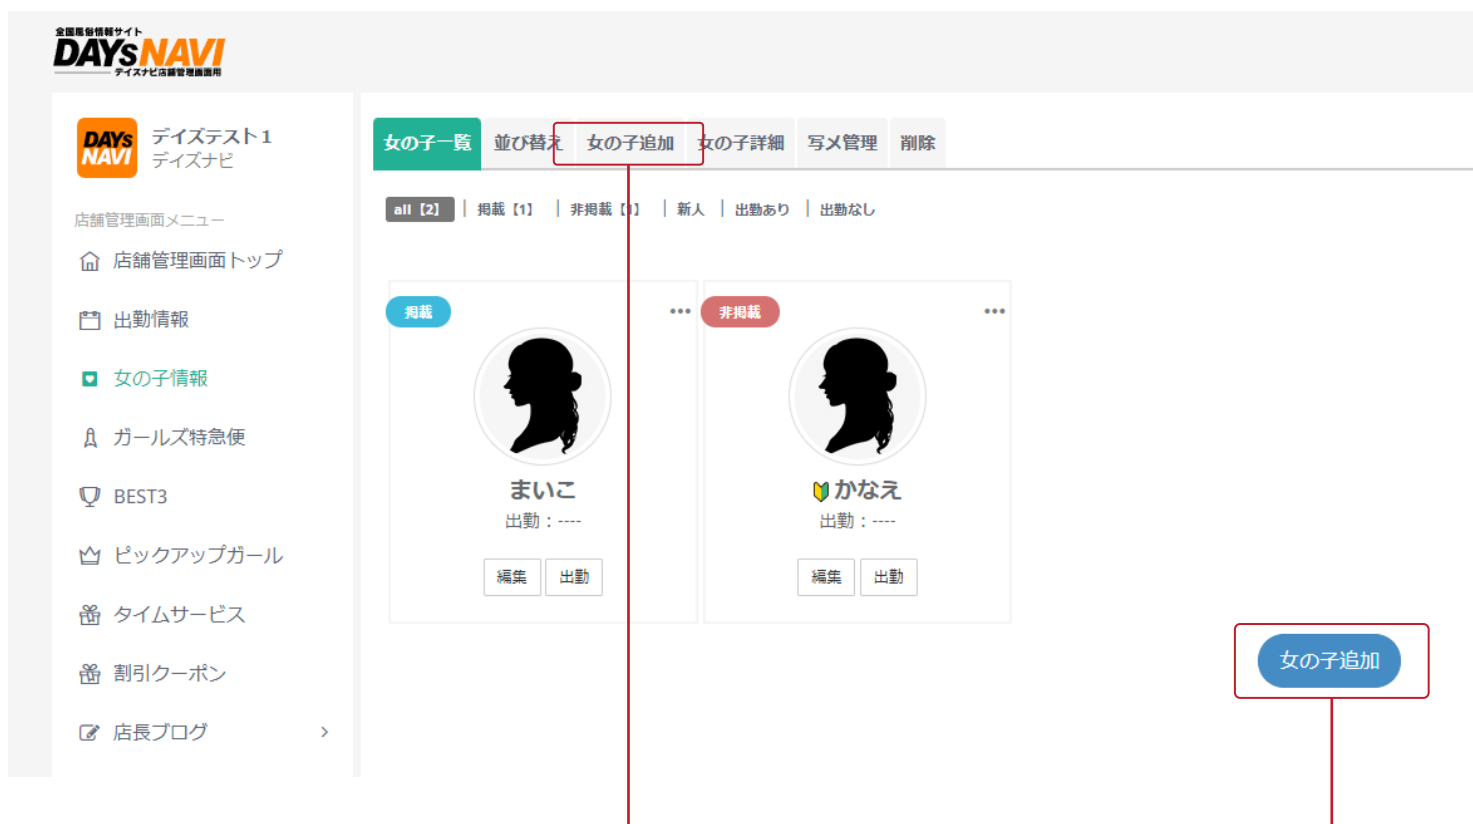 全国風俗情報サイト
DAYsNAVI
デイズナビ店舗管理画面用
DAYs
NAVI
デイズテスト1
デイズナビ
店舗管理画面メニュー
店舗管理画面トップ
出勤情報
女の子情報
ガールズ特急便
BEST3
ピックアップガール
タイムサービス
割引クーポン
店長ブログ
女の子一覧 並び替え 女の子追加 女の子詳細 写メ管理 削除
all【2】 | 掲載【1】 | 非掲載【1】 | 新人 | 出勤あり | 出勤なし
掲載
まいこ
出勤：----
編集 出勤
非掲載
かなえ
出勤：----
編集 出勤
女の子追加